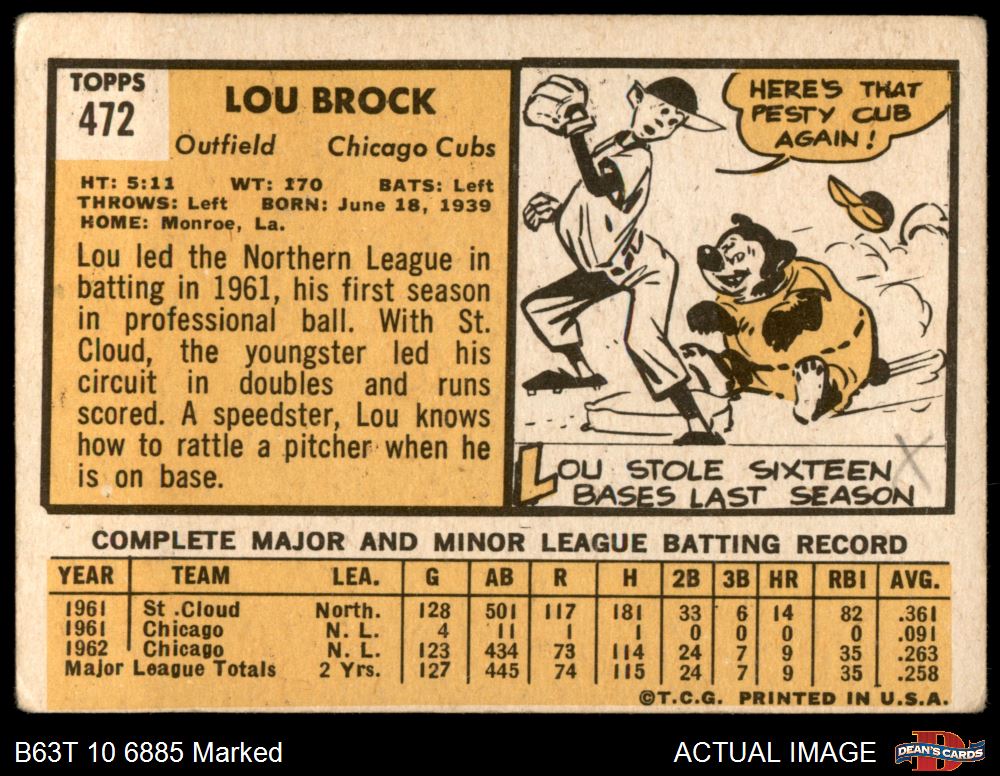 TOPPS
472
LOU BROCK
Outfield Chicago Cubs
HT: 5:11 WT: 170 BATS: Left
THROWS: Left BORN: June 18, 1939
HOME: Monroe, La.
Lou led the Northern League in
batting in 1961, his first season
in professional ball. With St.
Cloud, the youngster led his
circuit in doubles and runs
scored. A speedster, Lou knows
how to rattle a pitcher when he
is on base.
HERE'S THAT
PESTY CUB
AGAIN!
LOU STOLE SIXTEEN
BASES LAST SEASON
X
COMPLETE MAJOR AND MINOR LEAGUE BATTING RECORD
YEAR TEAM LEA. G AB R H 2B 3B HR RBI AVG.
1961 St .Cloud North. 128 501 117 181 33 6 14 82 .361
1961 Chicago N. L. 4 11 1 1 0 0 0 0 .091
1962 Chicago N. L. 123 434 73 114 24 7 9 35 .263
Major League Totals 2 Yrs. 127 445 74 115 24 7 9 35 .258
©T.C.G. PRINTED IN U.S.A.
B63T 10 6885 Marked
ACTUAL IMAGE
D
DEAN'S CARDS